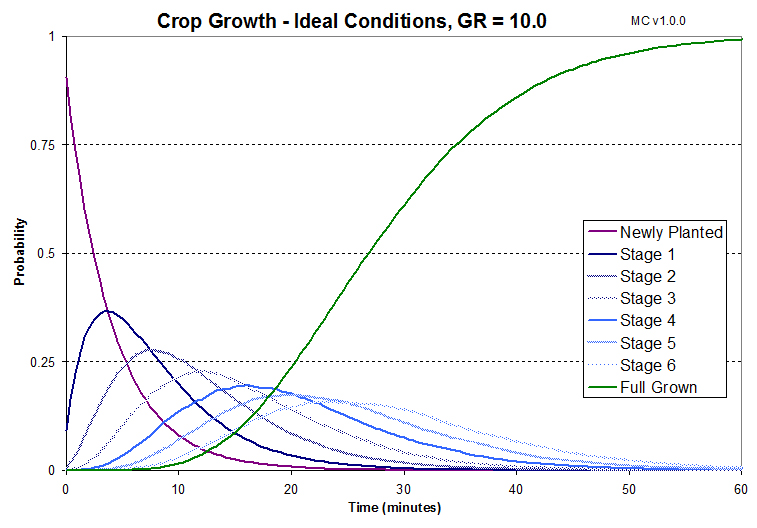 Crop Growth - Ideal Conditions, GR = 10.0
MC v1.0.0
1
0.75
0.5
0.25
0
Probability
Newly Planted
Stage 1
Stage 2
Stage 3
Stage 4
Stage 5
Stage 6
Full Grown
0 10 20 30 40 50 60
Time (minutes)